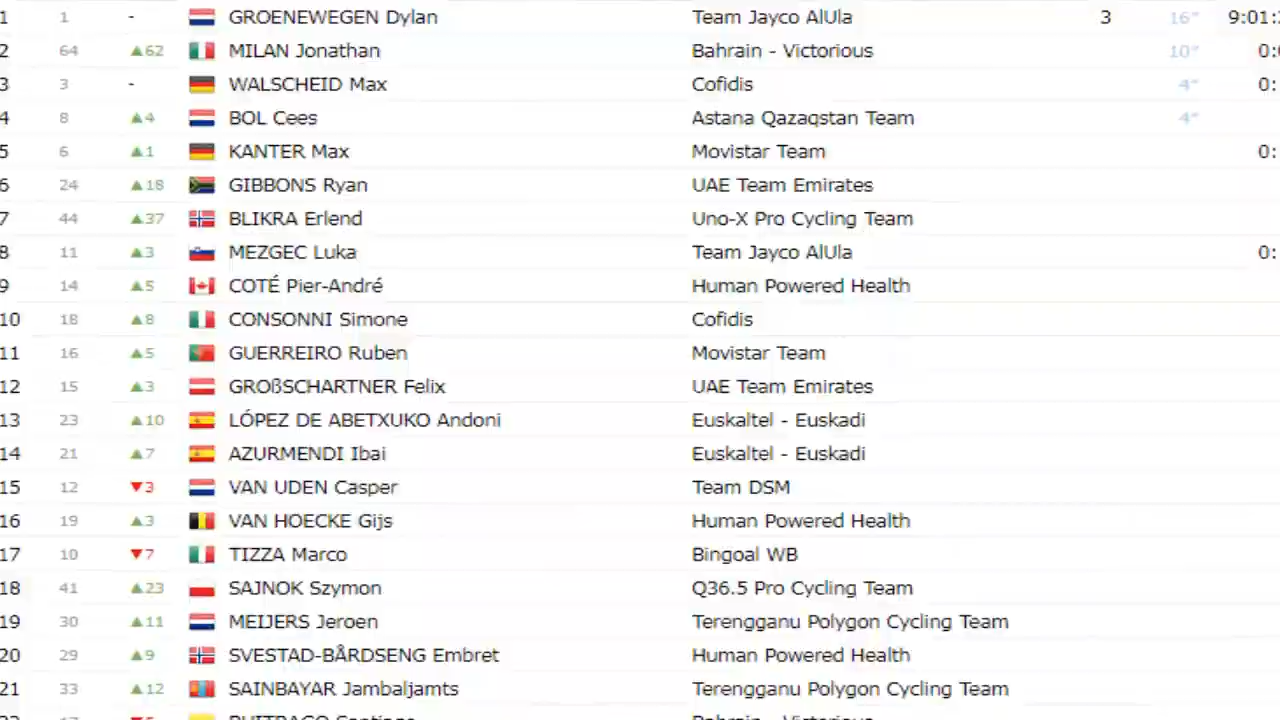 1 1 - GROENEWEGEN Dylan Team Jayco AlUla 3 16" 9:01:
2 64 ▲62 MILAN Jonathan Bahrain - Victorious 10" 0:
3 3 - WALSCHEID Max Cofidis 4" 0:
4 8 ▲4 BOL Cees Astana Qazaqstan Team 4"
5 6 ▲1 KANTER Max Movistar Team 0:
6 24 ▲18 GIBBONS Ryan UAE Team Emirates
7 44 ▲37 BLIKRA Erlend Uno-X Pro Cycling Team
8 11 ▲3 MEZGEC Luka Team Jayco AlUla 0:
9 14 ▲5 COTÉ Pier-André Human Powered Health
10 18 ▲8 CONSONNI Simone Cofidis
11 16 ▲5 GUERREIRO Ruben Movistar Team
12 15 ▲3 GROßSCHARTNER Felix UAE Team Emirates
13 23 ▲10 LÓPEZ DE ABETXUKO Andoni Euskaltel - Euskadi
14 21 ▲7 AZURMENDI Ibai Euskaltel - Euskadi
15 12 ▼3 VAN UDEN Casper Team DSM
16 19 ▲3 VAN HOECKE Gijs Human Powered Health
17 10 ▼7 TIZZA Marco Bingoal WB
18 41 ▲23 SAJNOK Szymon Q36.5 Pro Cycling Team
19 30 ▲11 MEIJERS Jeroen Terengganu Polygon Cycling Team
20 29 ▲9 SVESTAD-BÅRDSENG Embret Human Powered Health
21 33 ▲12 SAINBAYAR Jambaljamts Terengganu Polygon Cycling Team